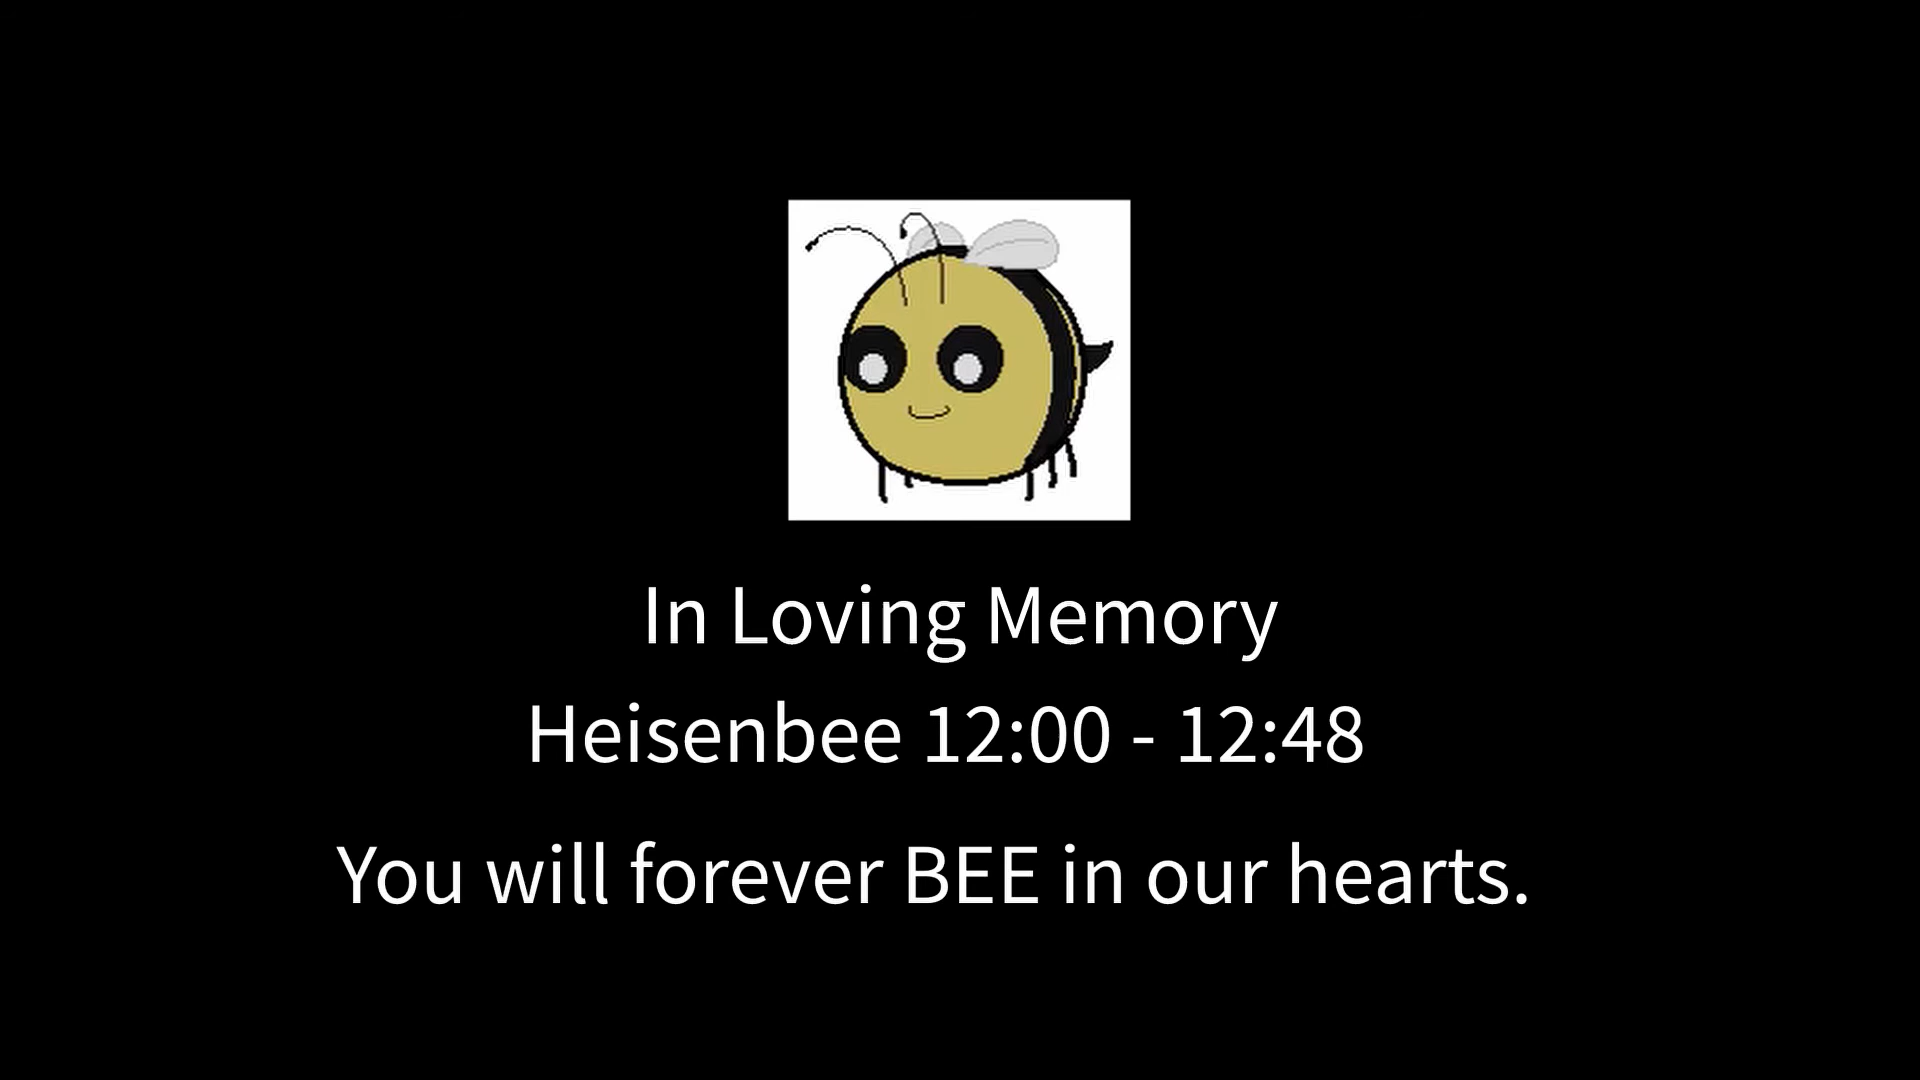 In Loving Memory
Heisenbee 12:00 - 12:48
You will forever BEE in our hearts.